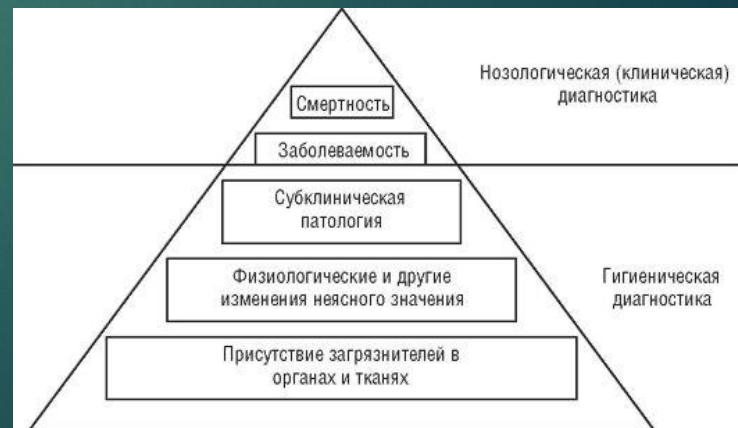 Нозологическая (клиническая)
диагностика
Смертность
Заболеваемость
Субклиническая
патология
Физиологические и другие
изменения неясного значения
Гигиеническая
диагностика
Присутствие загрязнителей в
органах и тканях